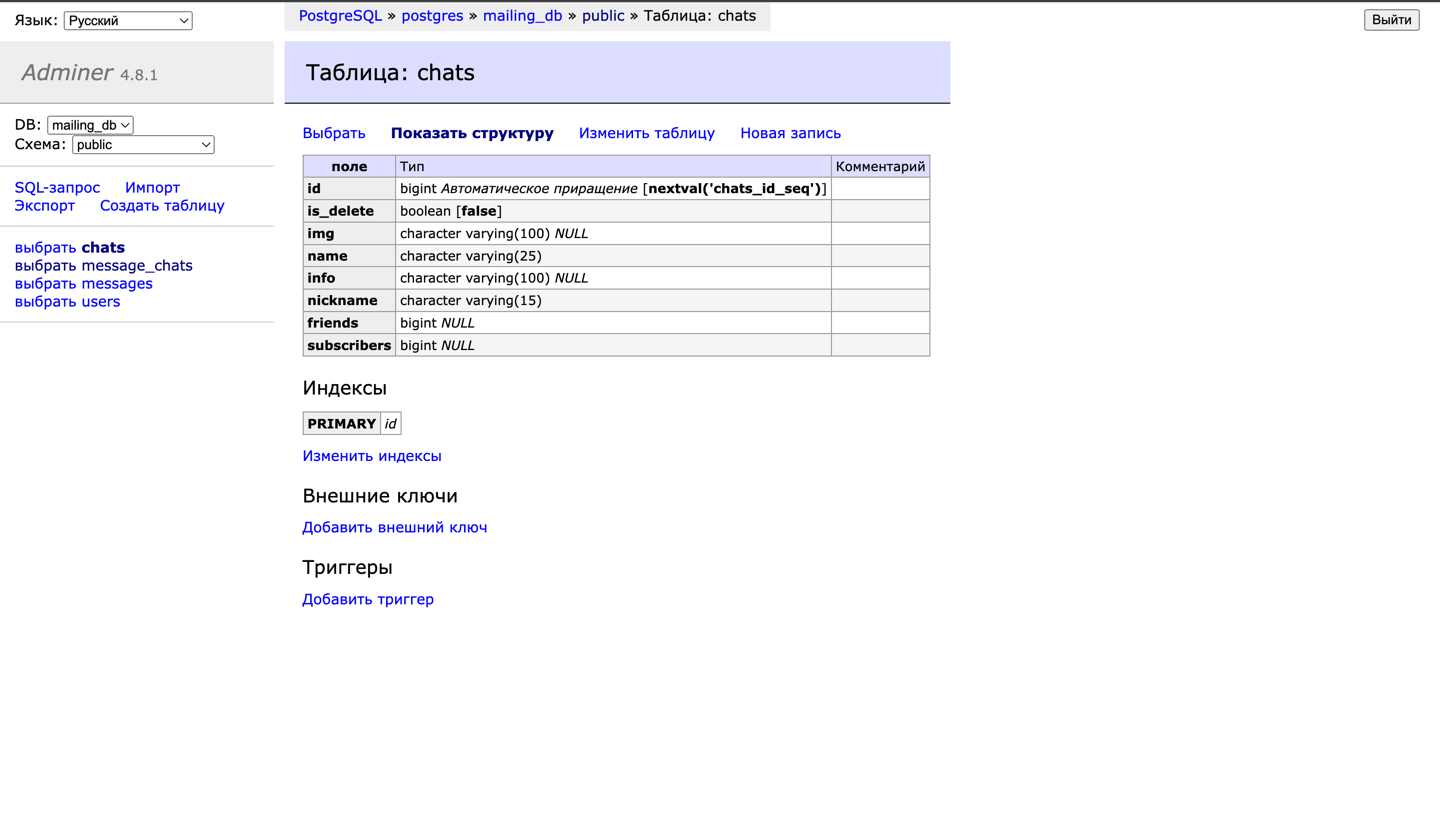 Язык: Русский
PostgreSQL » postgres » mailing_db » public » Таблица: chats
Выйти
Adminer 4.8.1
Таблица: chats
DB: mailing_db
Схема: public
SQL-запрос Импорт
Экспорт Создать таблицу
выбрать chats
выбрать message_chats
выбрать messages
выбрать users
Выбрать Показать структуру Изменить таблицу Новая запись
поле Тип Комментарий
id bigint Автоматическое приращение [nextval('chats_id_seq')]
is_delete boolean [false]
img character varying(100) NULL
name character varying(25)
info character varying(100) NULL
nickname character varying(15)
friends bigint NULL
subscribers bigint NULL
Индексы
PRIMARY id
Изменить индексы
Внешние ключи
Добавить внешний ключ
Триггеры
Добавить триггер